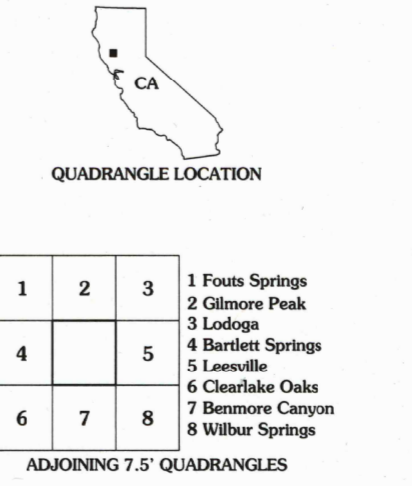 CA
QUADRANGLE LOCATION
1 2 3
4 5
6 7 8
1 Fouts Springs
2 Gilmore Peak
3 Lodoga
4 Bartlett Springs
5 Leesville
6 Clearlake Oaks
7 Benmore Canyon
8 Wilbur Springs
ADJOINING 7.5' QUADRANGLES